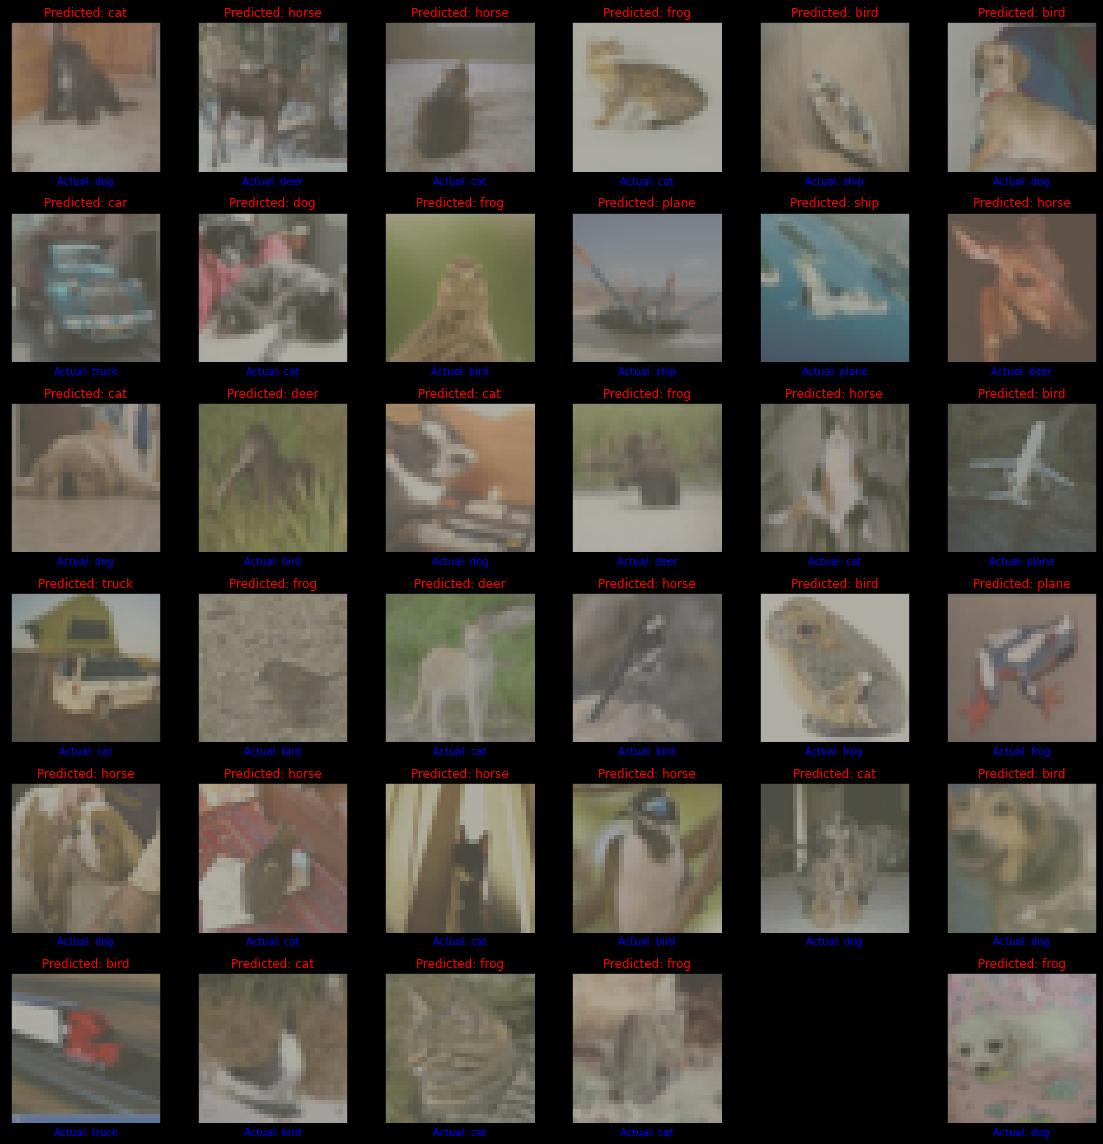 Predicted: cat Predicted: horse Predicted: horse Predicted: frog Predicted: bird Predicted: bird
Actual: dog Actual: deer Actual: cat Actual: cat Actual: ship Actual: dog
Predicted: car Predicted: dog Predicted: frog Predicted: plane Predicted: ship Predicted: horse
Actual: truck Actual: cat Actual: bird Actual: ship Actual: plane Actual: deer
Predicted: cat Predicted: deer Predicted: cat Predicted: frog Predicted: horse Predicted: bird
Actual: dog Actual: bird Actual: dog Actual: deer Actual: cat Actual: plane
Predicted: truck Predicted: frog Predicted: deer Predicted: horse Predicted: bird Predicted: plane
Actual: car Actual: bird Actual: cat Actual: bird Actual: frog Actual: frog
Predicted: horse Predicted: horse Predicted: horse Predicted: horse Predicted: cat Predicted: bird
Actual: dog Actual: cat Actual: cat Actual: bird Actual: dog Actual: dog
Predicted: bird Predicted: cat Predicted: frog Predicted: frog Predicted: frog
Actual: truck Actual: bird Actual: cat Actual: cat Actual: dog